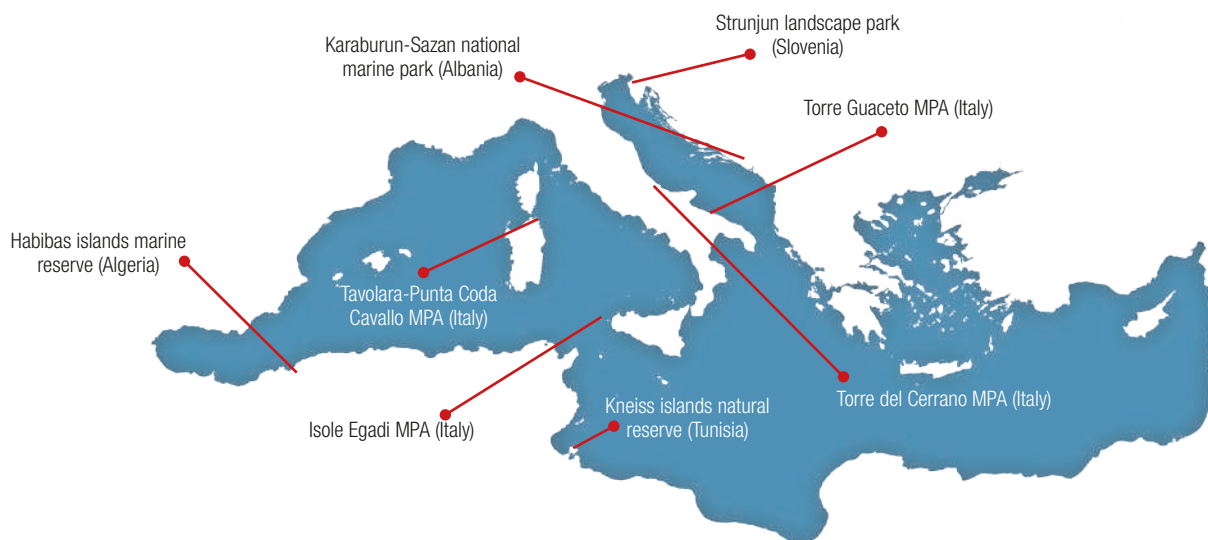 Strunjun landscape park
(Slovenia)
Karaburun-Sazan national
marine park (Albania)
Torre Guaceto MPA (Italy)
Habibas islands marine
reserve (Algeria)
Tavolara-Punta Coda
Cavallo MPA (Italy)
Torre del Cerrano MPA (Italy)
Kneiss islands natural
reserve (Tunisia)
Isole Egadi MPA (Italy)